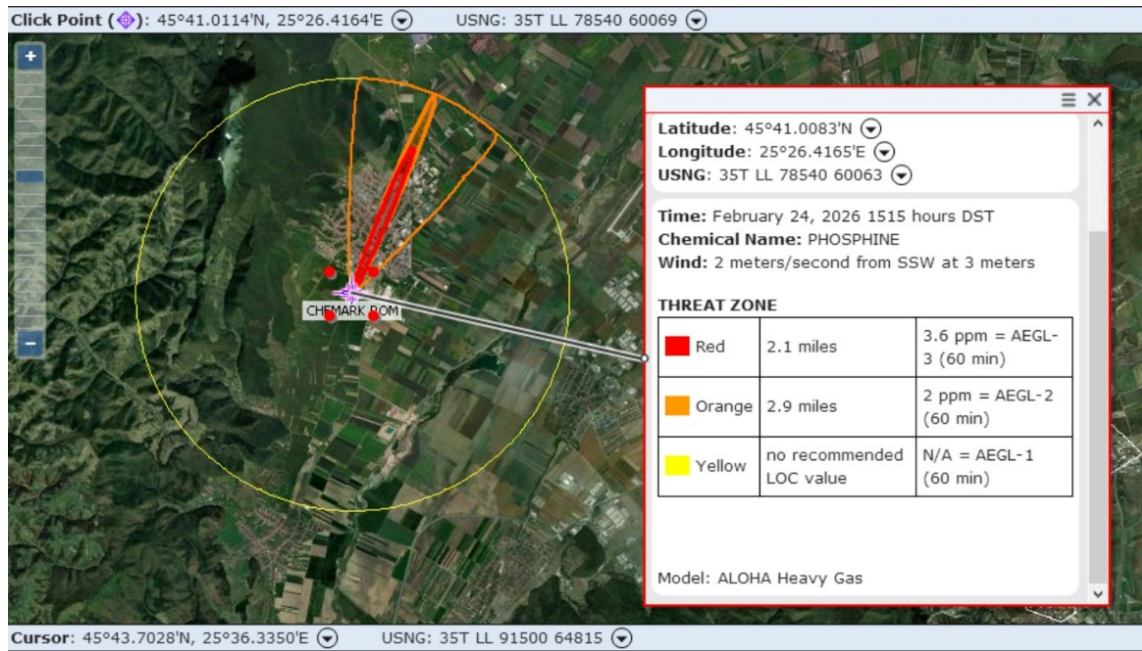 Click Point ( ): 45°41.0114'N, 25°26.4164'E USNG: 35T LL 78540 60069
Latitude: 45°41.0083'N
Longitude: 25°26.4165'E
USNG: 35T LL 78540 60063
Time: February 24, 2026 1515 hours DST
Chemical Name: PHOSPHINE
Wind: 2 meters/second from SSW at 3 meters
THREAT ZONE
Red 2.1 miles 3.6 ppm = AEGL-
3 (60 min)
Orange 2.9 miles 2 ppm = AEGL-2
(60 min)
Yellow no recommended N/A = AEGL-1
LOC value (60 min)
Model: ALOHA Heavy Gas
CHEMARK ROM
Cursor: 45°43.7028'N, 25°36.3350'E USNG: 35T LL 91500 64815